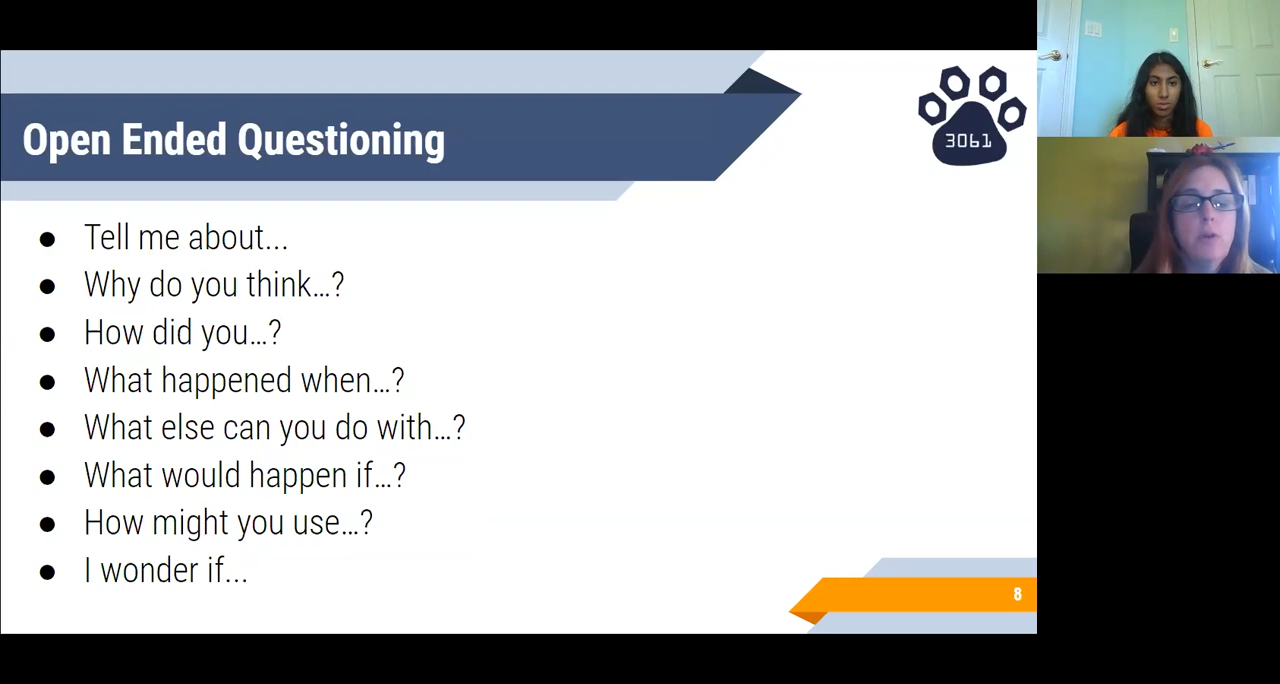 Open Ended Questioning
3061
● Tell me about...
● Why do you think...?
● How did you...?
● What happened when...?
● What else can you do with...?
● What would happen if...?
● How might you use...?
● I wonder if...
8